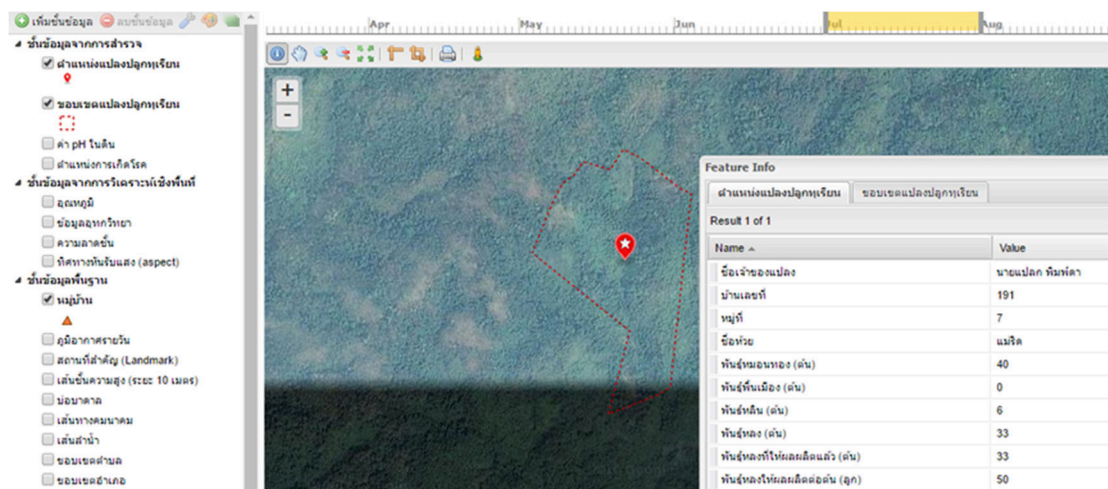 เพิ่มชั้นข้อมูล ลบชั้นข้อมูล
ชั้นข้อมูลจากการสำรวจ
ตำแหน่งแปลงปลูกทุเรียน
ขอบเขตแปลงปลูกทุเรียน
ค่า pH ในดิน
ตำแหน่งการเกิดโรค
ชั้นข้อมูลจากการวิเคราะห์เชิงพื้นที่
อุณหภูมิ
ข้อมูลอุทกวิทยา
ความลาดชั้น
ทิศทางหันรับแสง (aspect)
ชั้นข้อมูลพื้นฐาน
หมู่บ้าน
ภูมิอากาศรายวัน
สถานที่สำคัญ (Landmark)
เส้นชั้นความสูง (ระยะ 10 เมตร)
บ่อบาดาล
เส้นทางคมนาคม
เส้นลำน้ำ
ขอบเขตตำบล
ขอบเขตอำเภอ
Apr May Jun Jul Aug
+
-
Feature Info
ตำแหน่งแปลงปลูกทุเรียน ขอบเขตแปลงปลูกทุเรียน
Result 1 of 1
Name Value
ชื่อเจ้าของแปลง นายแปลก พิมพ์ดา
บ้านเลขที่ 191
หมู่ที่ 7
ชื่อห้วย แม่ริด
พันธุ์หมอนทอง (ต้น) 40
พันธุ์พื้นเมือง (ต้น) 0
พันธุ์หลิน (ต้น) 6
พันธุ์หลง (ต้น) 33
พันธุ์หลงที่ให้ผลผลิตแล้ว (ต้น) 33
พันธุ์หลงให้ผลผลิตต่อต้น (ลูก) 50